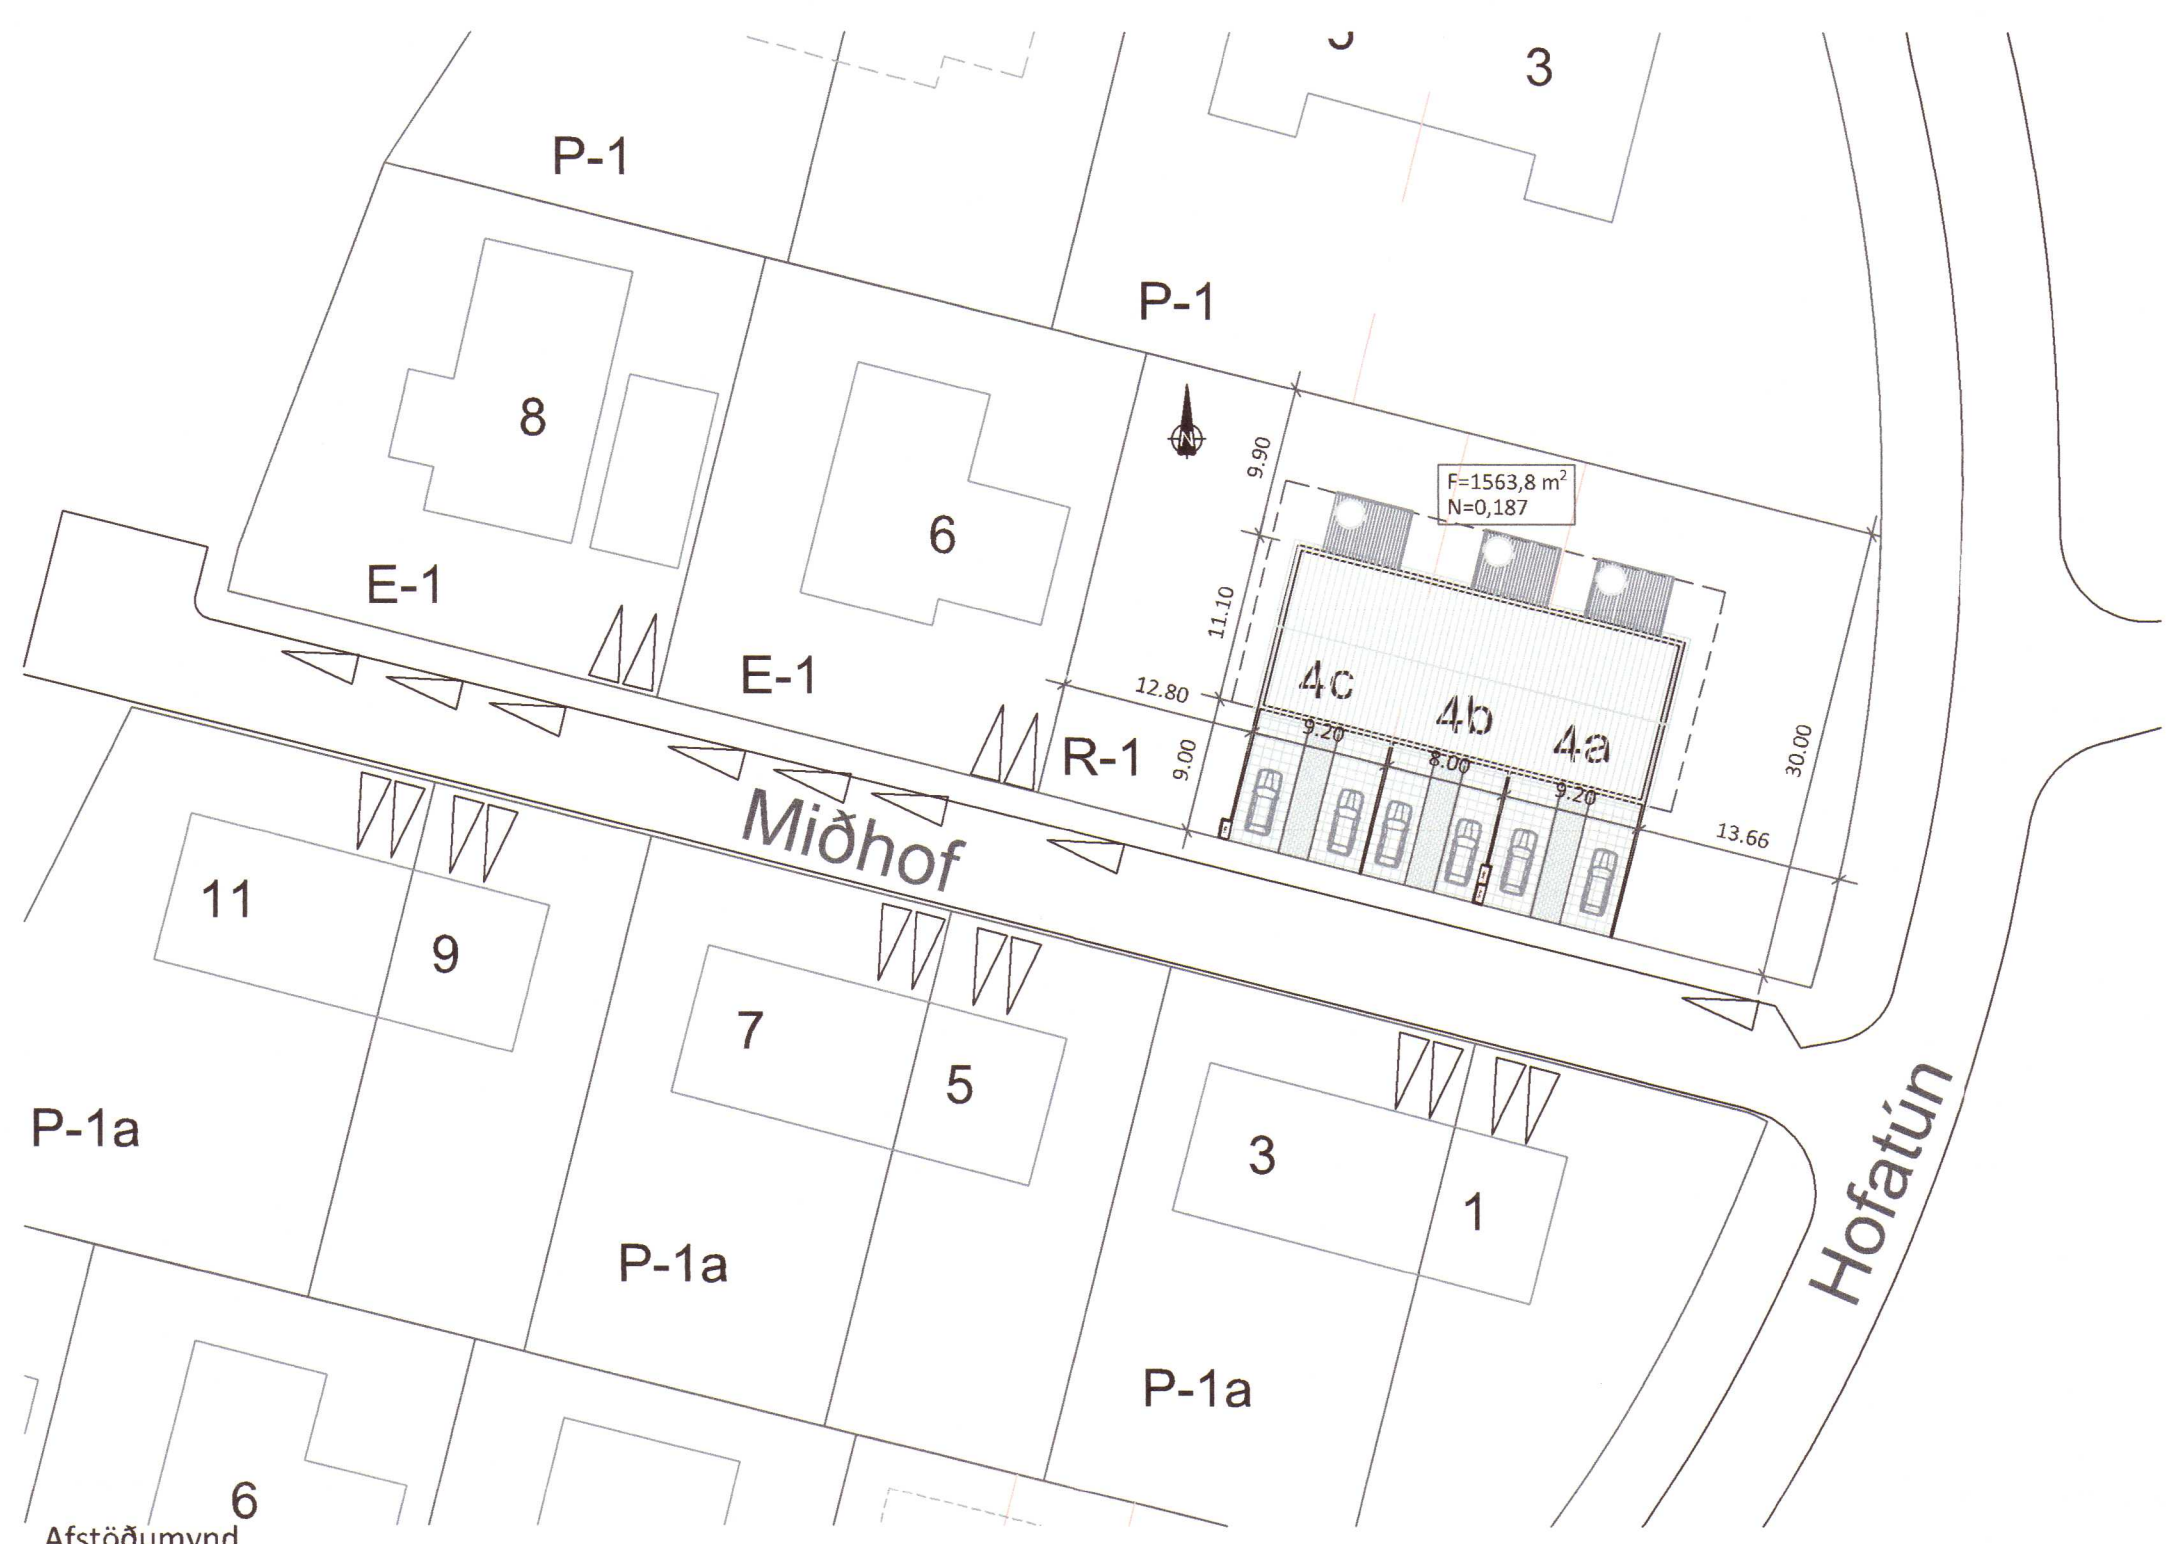 3
P-1
P-1
N
9.90
F=1563,8 m²
N=0,187
8
6
11.10
E-1
E-1
12.80
R-1
9.00
4c
4b
4a
9.20
8.00
9.20
30.00
13.66
Miðhof
11
9
7
5
3
1
Hofatún
P-1a
P-1a
P-1a
6
Afstöðumynd